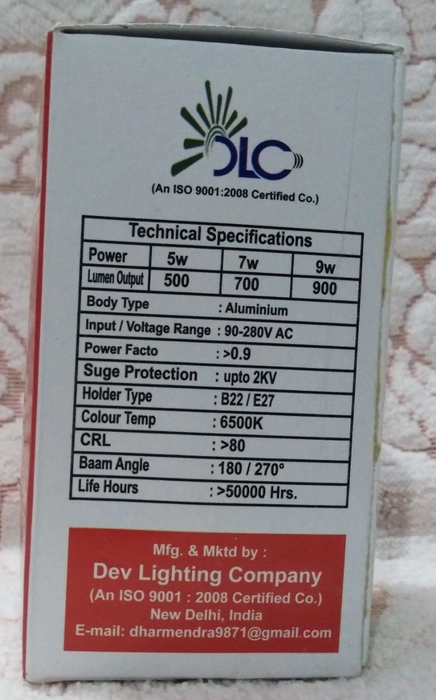 DLC
(An ISO 9001:2008 Certified Co.)
Technical Specifications
Power 5w 7w 9w
Lumen Output 500 700 900
Body Type : Aluminium
Input / Voltage Range : 90-280V AC
Power Facto : >0.9
Suge Protection : upto 2KV
Holder Type : B22 / E27
Colour Temp : 6500K
CRL : >80
Baam Angle : 180 / 270°
Life Hours : >50000 Hrs.
Mfg. & Mktd by :
Dev Lighting Company
(An ISO 9001 : 2008 Certified Co.)
New Delhi, India
E-mail: dharmendra9871@gmail.com